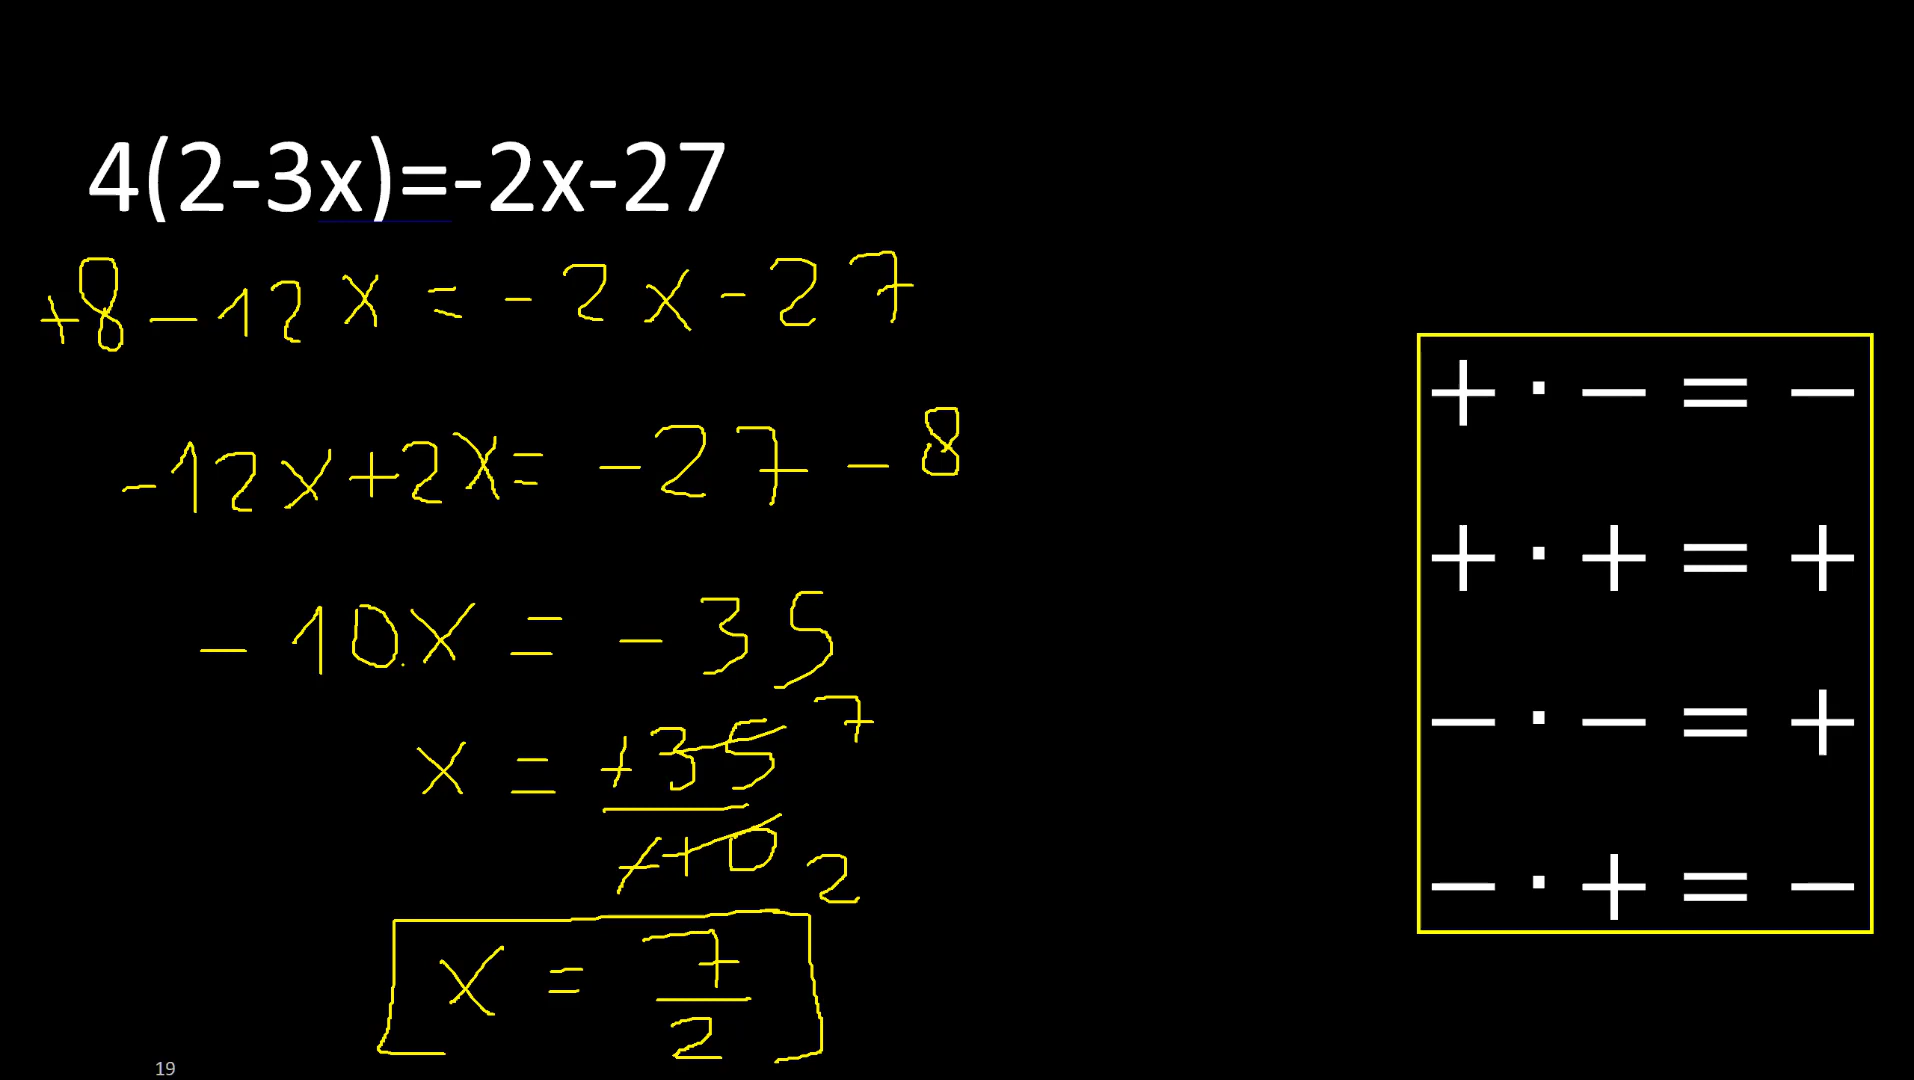 4(2-3x)=-2x-27
+8-12x=-2x-27
-12x+2x=-27-8
-10x=-35
x=+35 7
+10 2
x=7
2
+ · - = -
+ · + = +
- · - = +
- · + = -
19